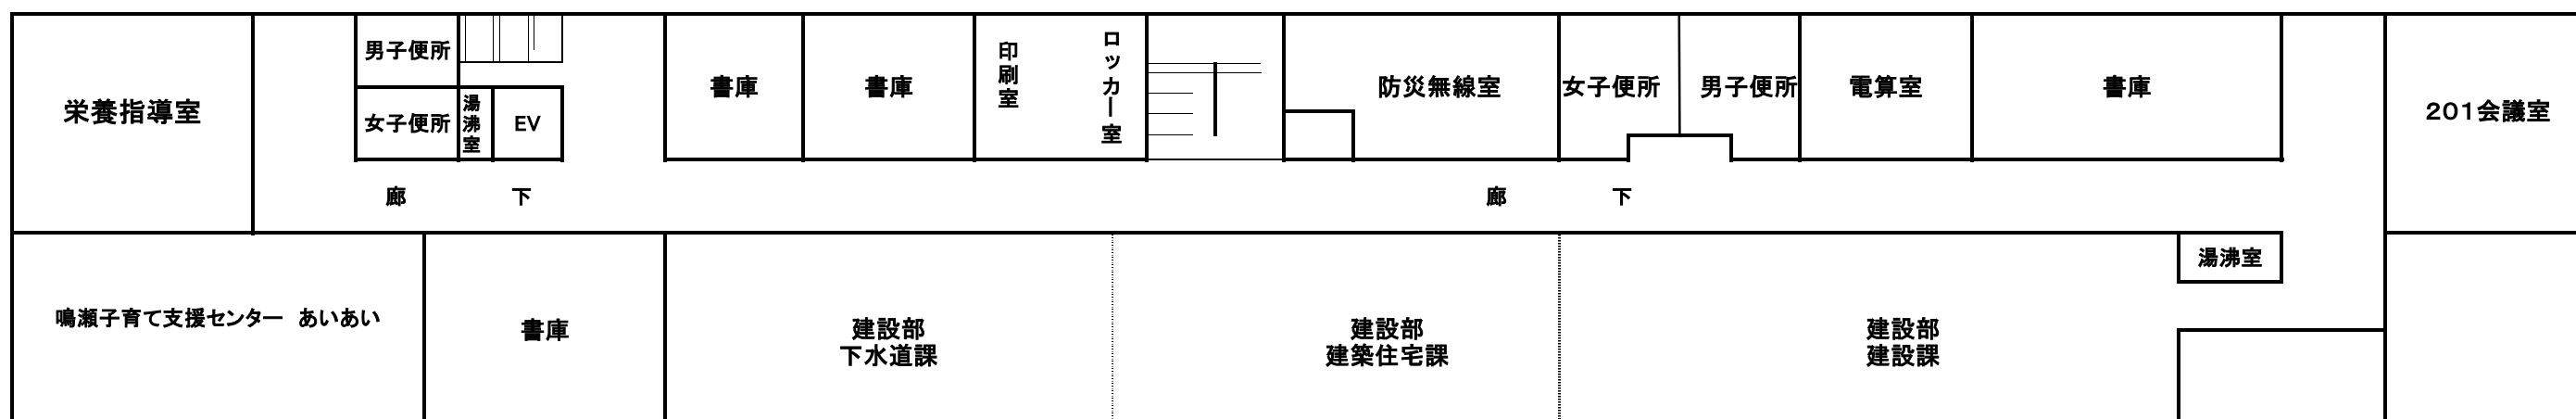 栄養指導室
男子便所
女子便所
湯沸室
EV
書庫
書庫
印刷室
ロッカー室
防災無線室
女子便所
男子便所
電算室
書庫
201会議室
廊　下
廊　下
湯沸室
鳴瀬子育て支援センター　あいあい
書庫
建設部
下水道課
建設部
建築住宅課
建設部
建設課